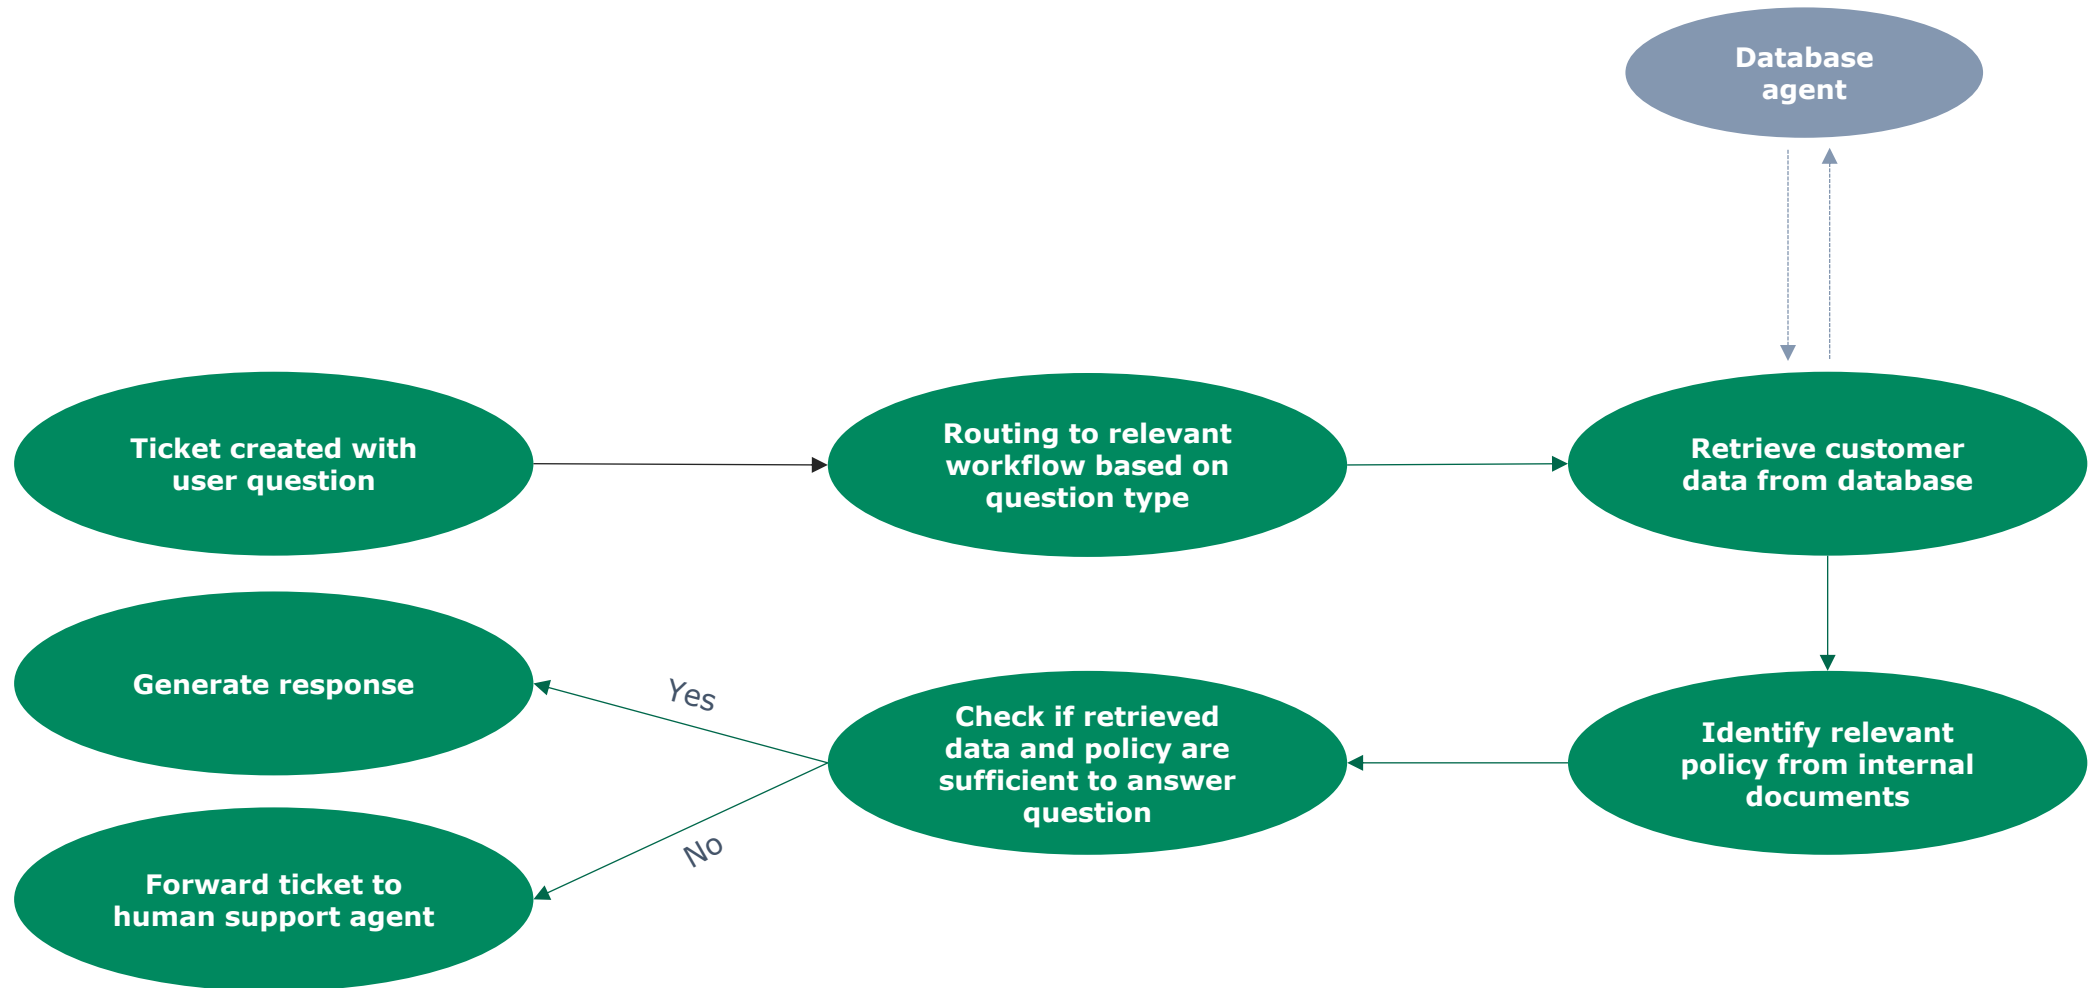 Database
agent
Ticket created with
user question
Routing to relevant
workflow based on
question type
Retrieve customer
data from database
Generate response
Yes
Check if retrieved
data and policy are
sufficient to answer
question
Identify relevant
policy from internal
documents
No
Forward ticket to
human support agent